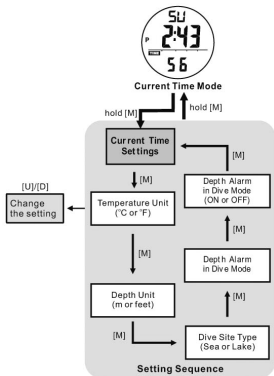 SU
P 2:43
TIME
56
Current Time Mode
hold [M]
hold [M]
Current Time
Settings
[M]
[M]
[U]/[D]
Change
the setting
Temperature Unit
(°C or °F)
Depth Alarm
in Dive Mode
(ON or OFF)
[M]
[M]
Depth Unit
(m or feet)
Depth Alarm
in Dive Mode
[M]
[M]
Dive Site Type
(Sea or Lake)
Setting Sequence